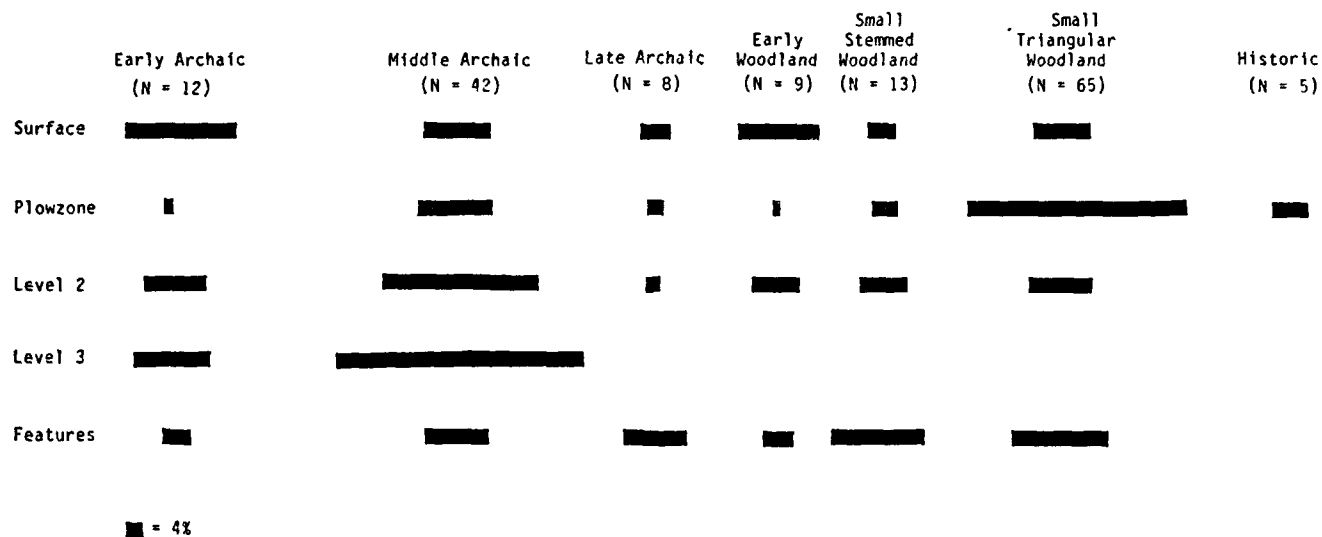 Early Archaic
(N = 12)
Middle Archaic
(N = 42)
Late Archaic
(N = 8)
Early
Woodland
(N = 9)
Small
Stemmed
Woodland
(N = 13)
Small
Triangular
Woodland
(N = 65)
Historic
(N = 5)
Surface
Plowzone
Level 2
Level 3
Features
= 4%